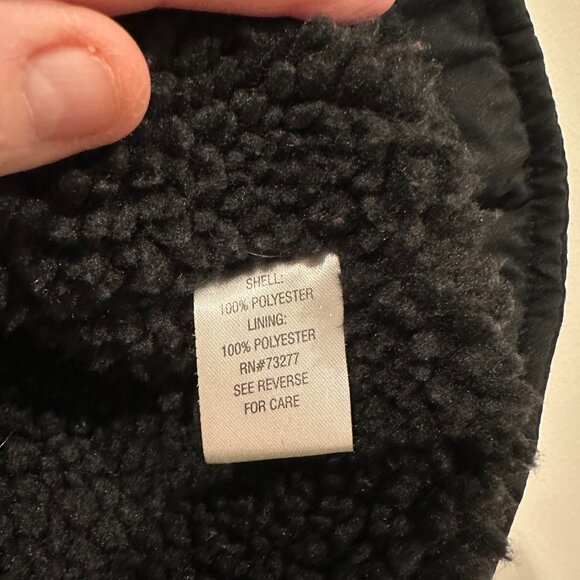 SHELL:
100% POLYESTER
LINING:
100% POLYESTER
RN#73277
SEE REVERSE
FOR CARE